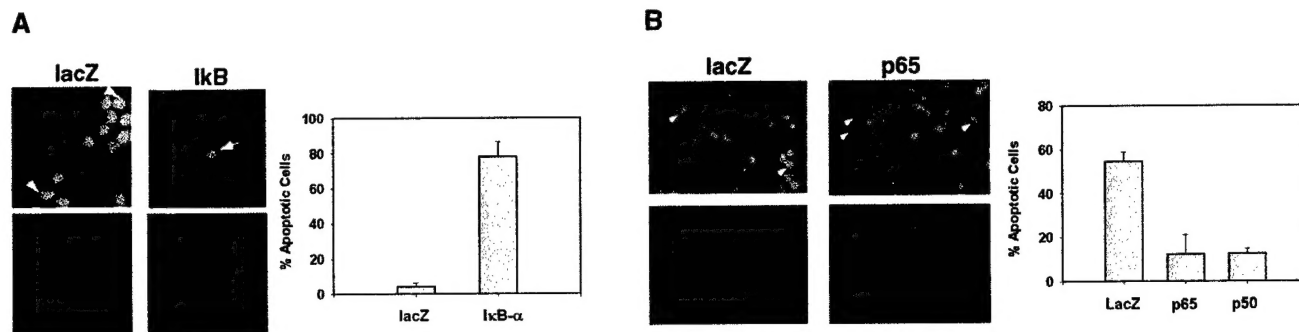 A
lacZ
IkB
% Apoptotic Cells
100
80
60
40
20
0
lacZ
IκB-α
B
lacZ
p65
% Apoptotic Cells
80
60
40
20
0
LacZ
p65
p50